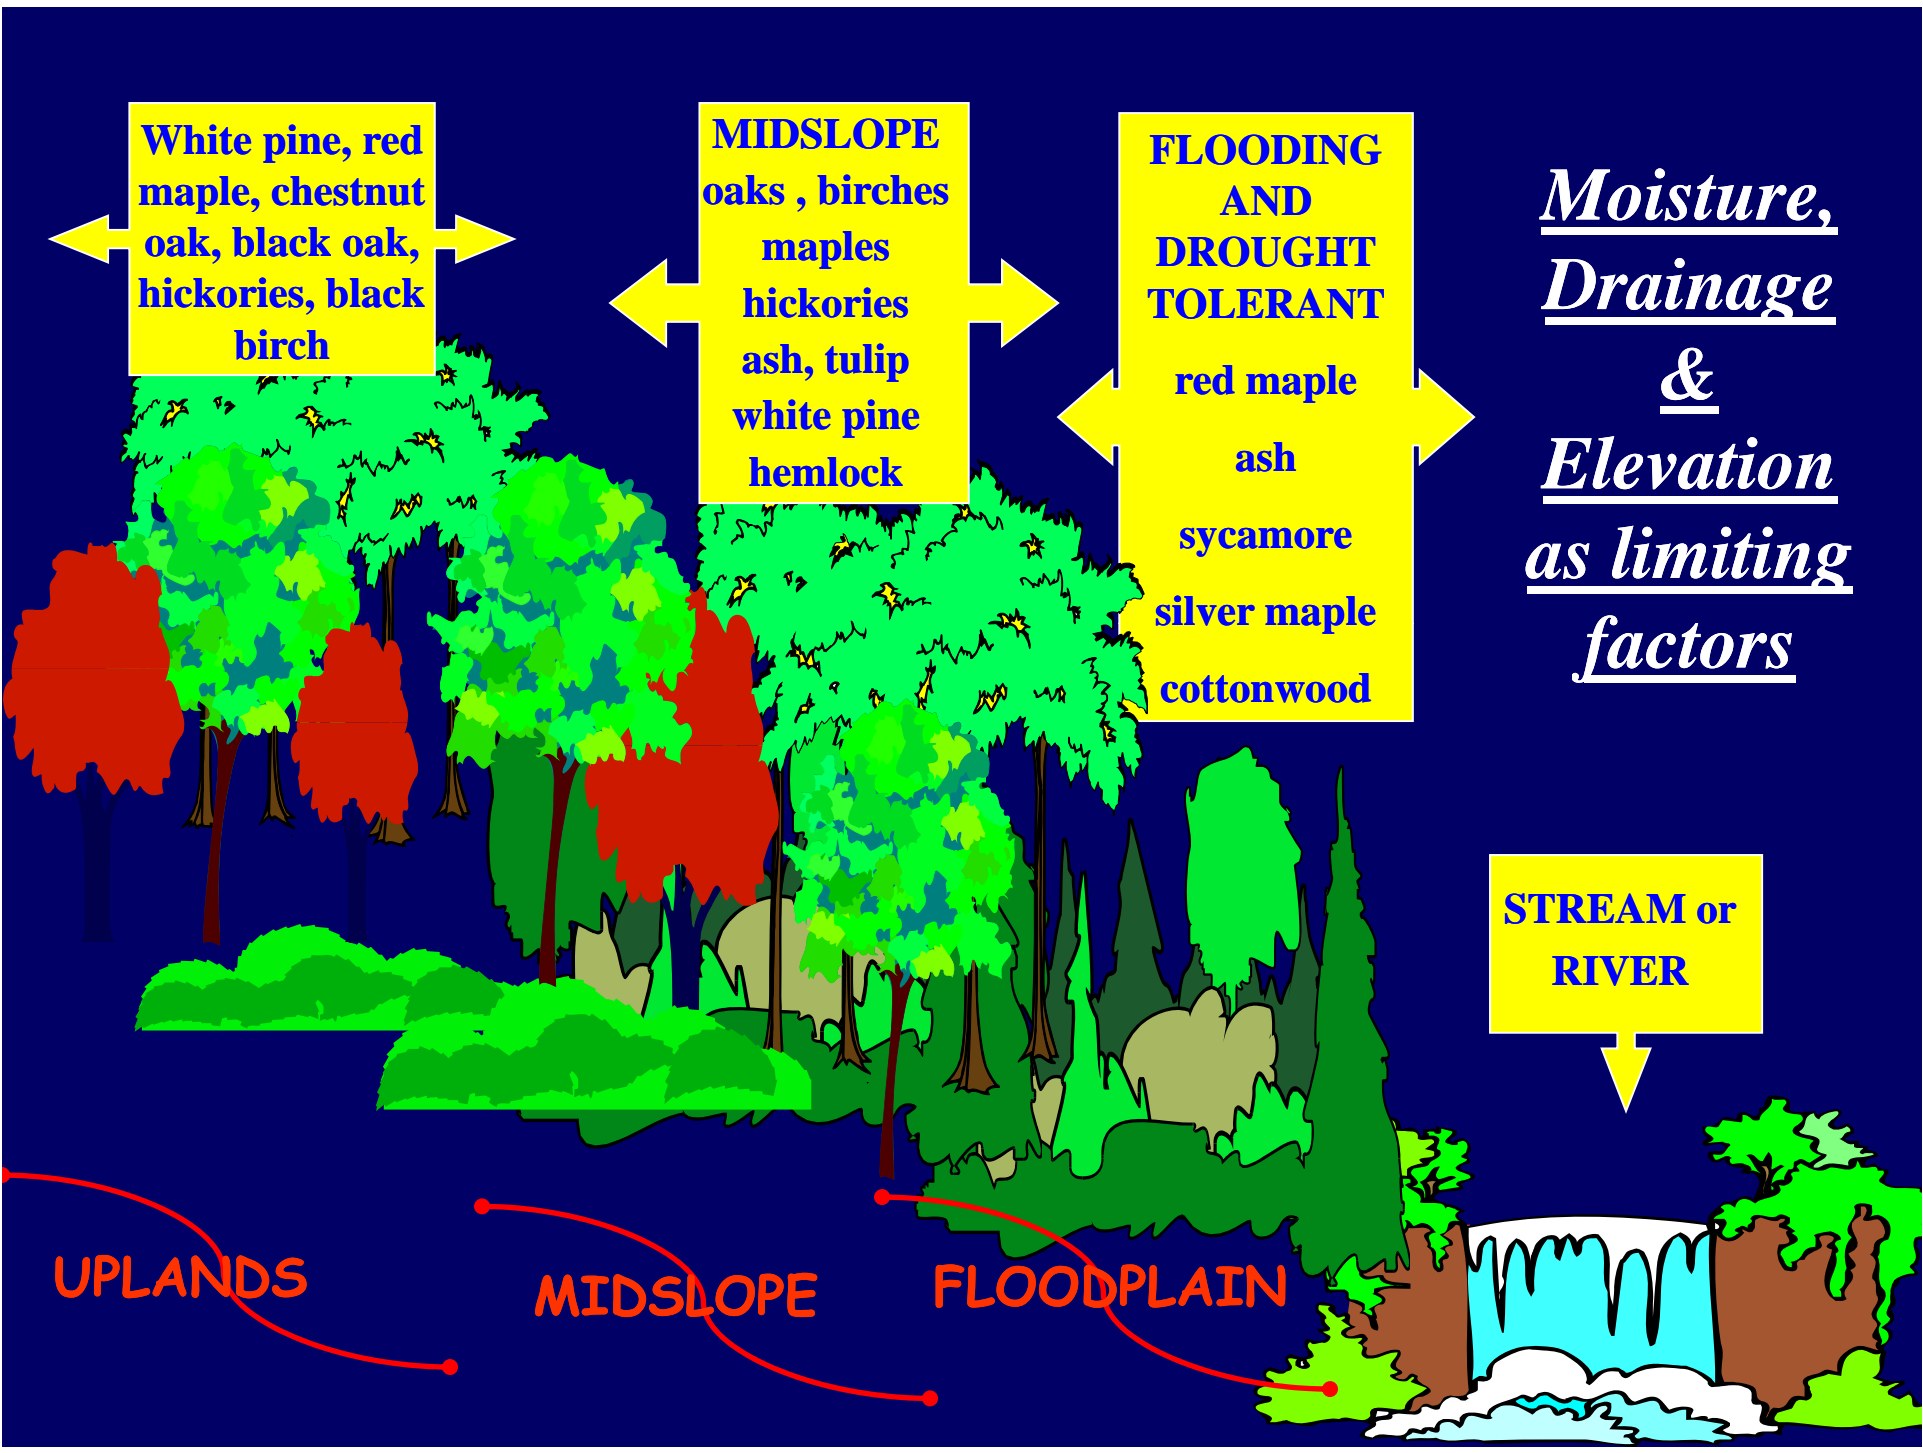 White pine, red
maple, chestnut
oak, black oak,
hickories, black
birch
MIDSLOPE
oaks , birches
maples
hickories
ash, tulip
white pine
hemlock
FLOODING
AND
DROUGHT
TOLERANT
red maple
ash
sycamore
silver maple
cottonwood
Moisture,
Drainage
&
Elevation
as limiting
factors
STREAM or
RIVER
UPLANDS
MIDSLOPE
FLOODPLAIN